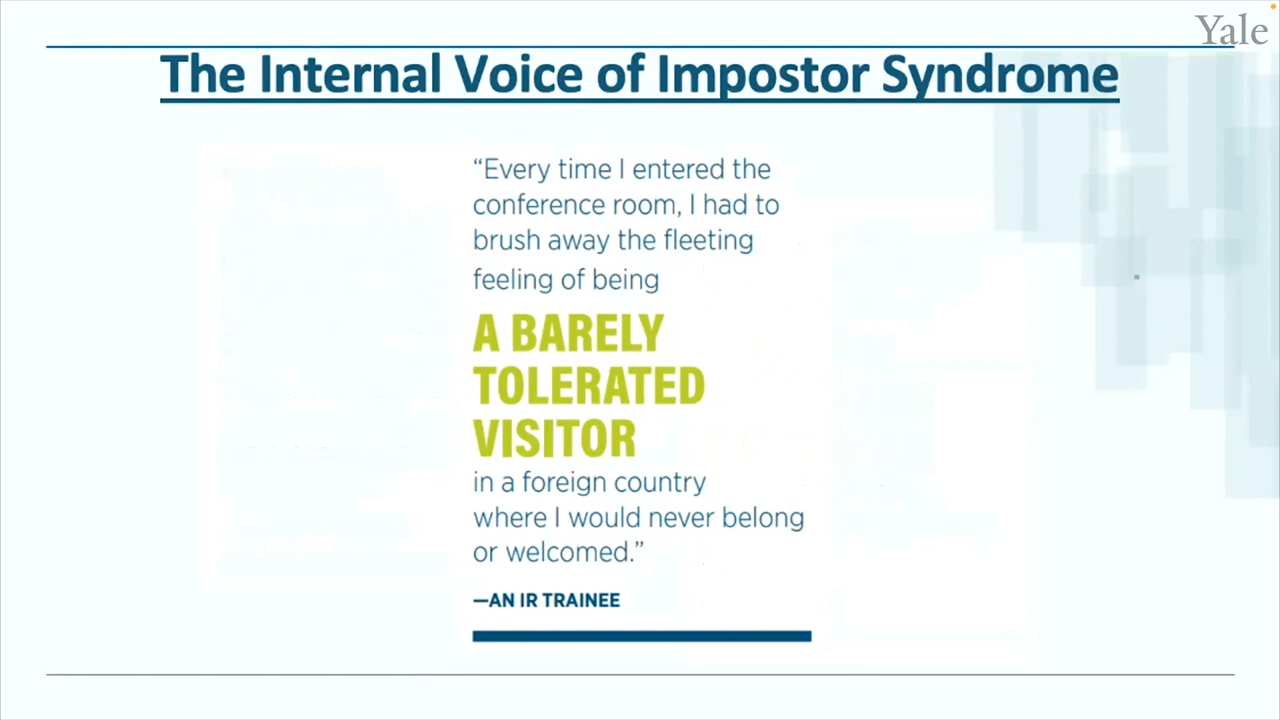 Yale
The Internal Voice of Impostor Syndrome
“Every time I entered the
conference room, I had to
brush away the fleeting
feeling of being
A BARELY
TOLERATED
VISITOR
in a foreign country
where I would never belong
or welcomed.”
—AN IR TRAINEE